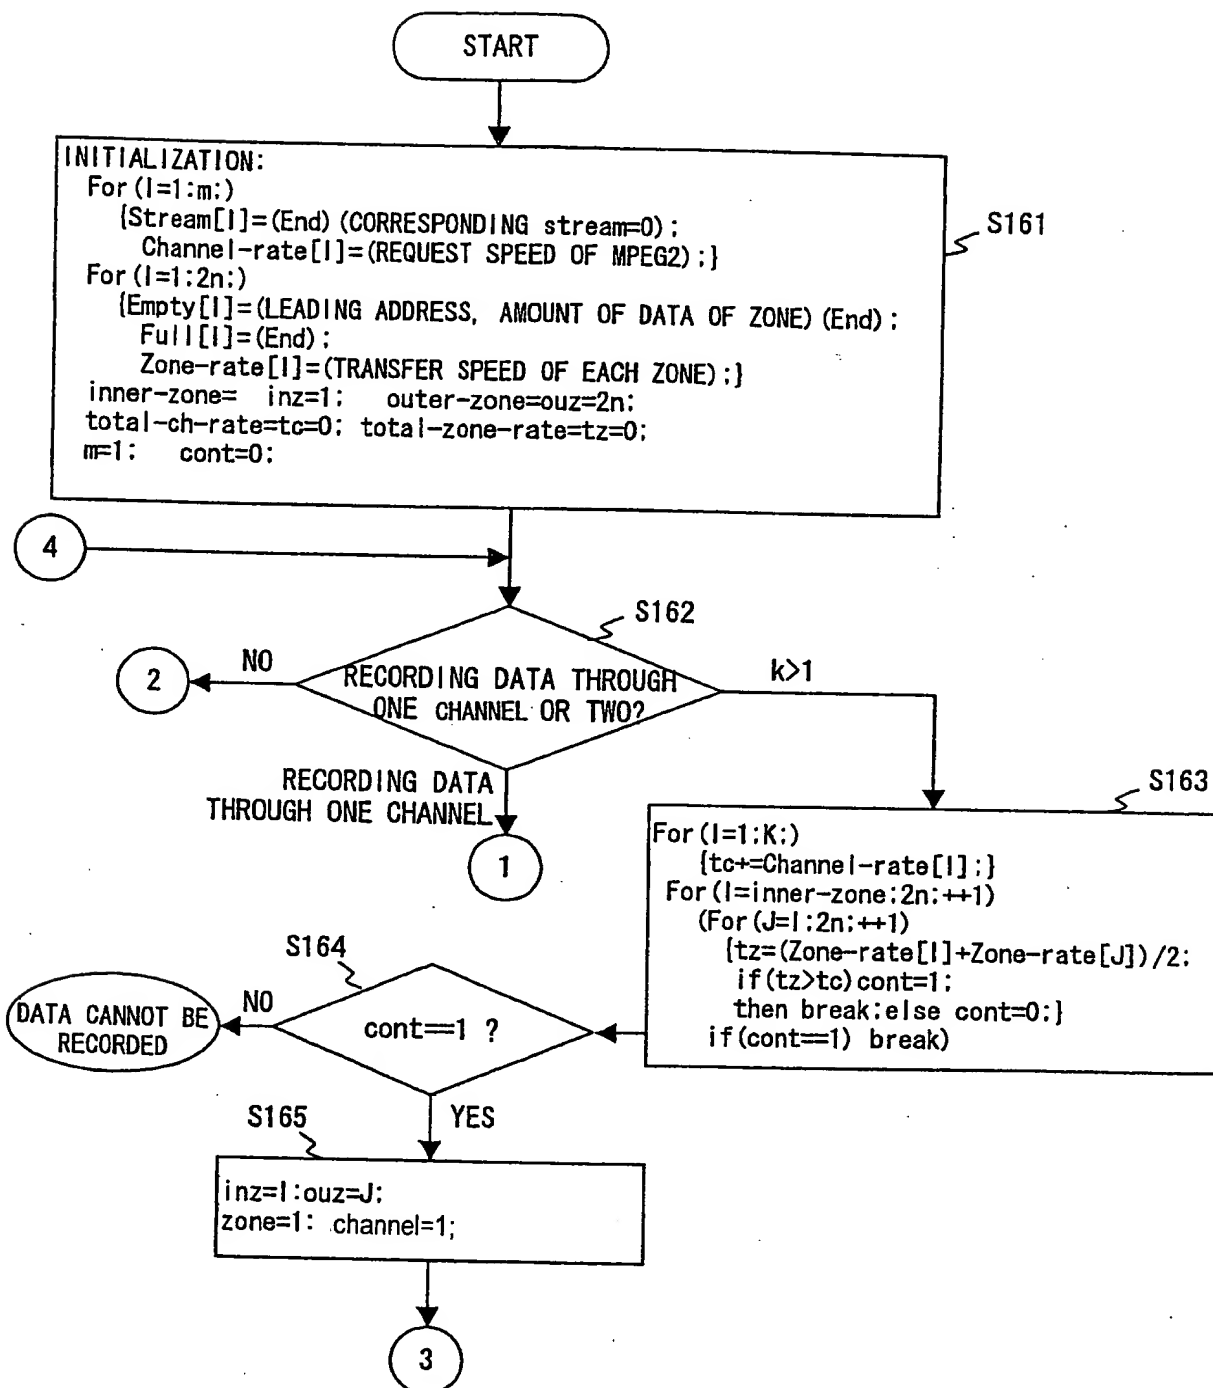 START
INITIALIZATION:
For(I=1:m:)
{Stream[I]=(End)(CORRESPONDING stream=0);
Channel-rate[I]=(REQUEST SPEED OF MPEG2);}
For(I=1:2n:)
{Empty[I]=(LEADING ADDRESS, AMOUNT OF DATA OF ZONE)(End);
Full[I]=(End);
Zone-rate[I]=(TRANSFER SPEED OF EACH ZONE);}
inner-zone= inz=1; outer-zone=ouz=2n;
total-ch-rate=tc=0; total-zone-rate=tz=0;
m=1; cont=0;
S161
4
S162
RECORDING DATA THROUGH
ONE CHANNEL OR TWO?
NO
2
k>1
RECORDING DATA
THROUGH ONE CHANNEL
1
S163
For(I=1:K:)
{tc+=Channel-rate[I];}
For(I=inner-zone:2n:++1)
(For(J=I:2n:++1)
{tz=(Zone-rate[I]+Zone-rate[J])/2;
if(tz>tc)cont=1;
then break;else cont=0;}
if(cont==1) break)
S164
cont==1 ?
NO
DATA CANNOT BE
RECORDED
YES
S165
inz=I:ouz=J;
zone=1: channel=1;
3